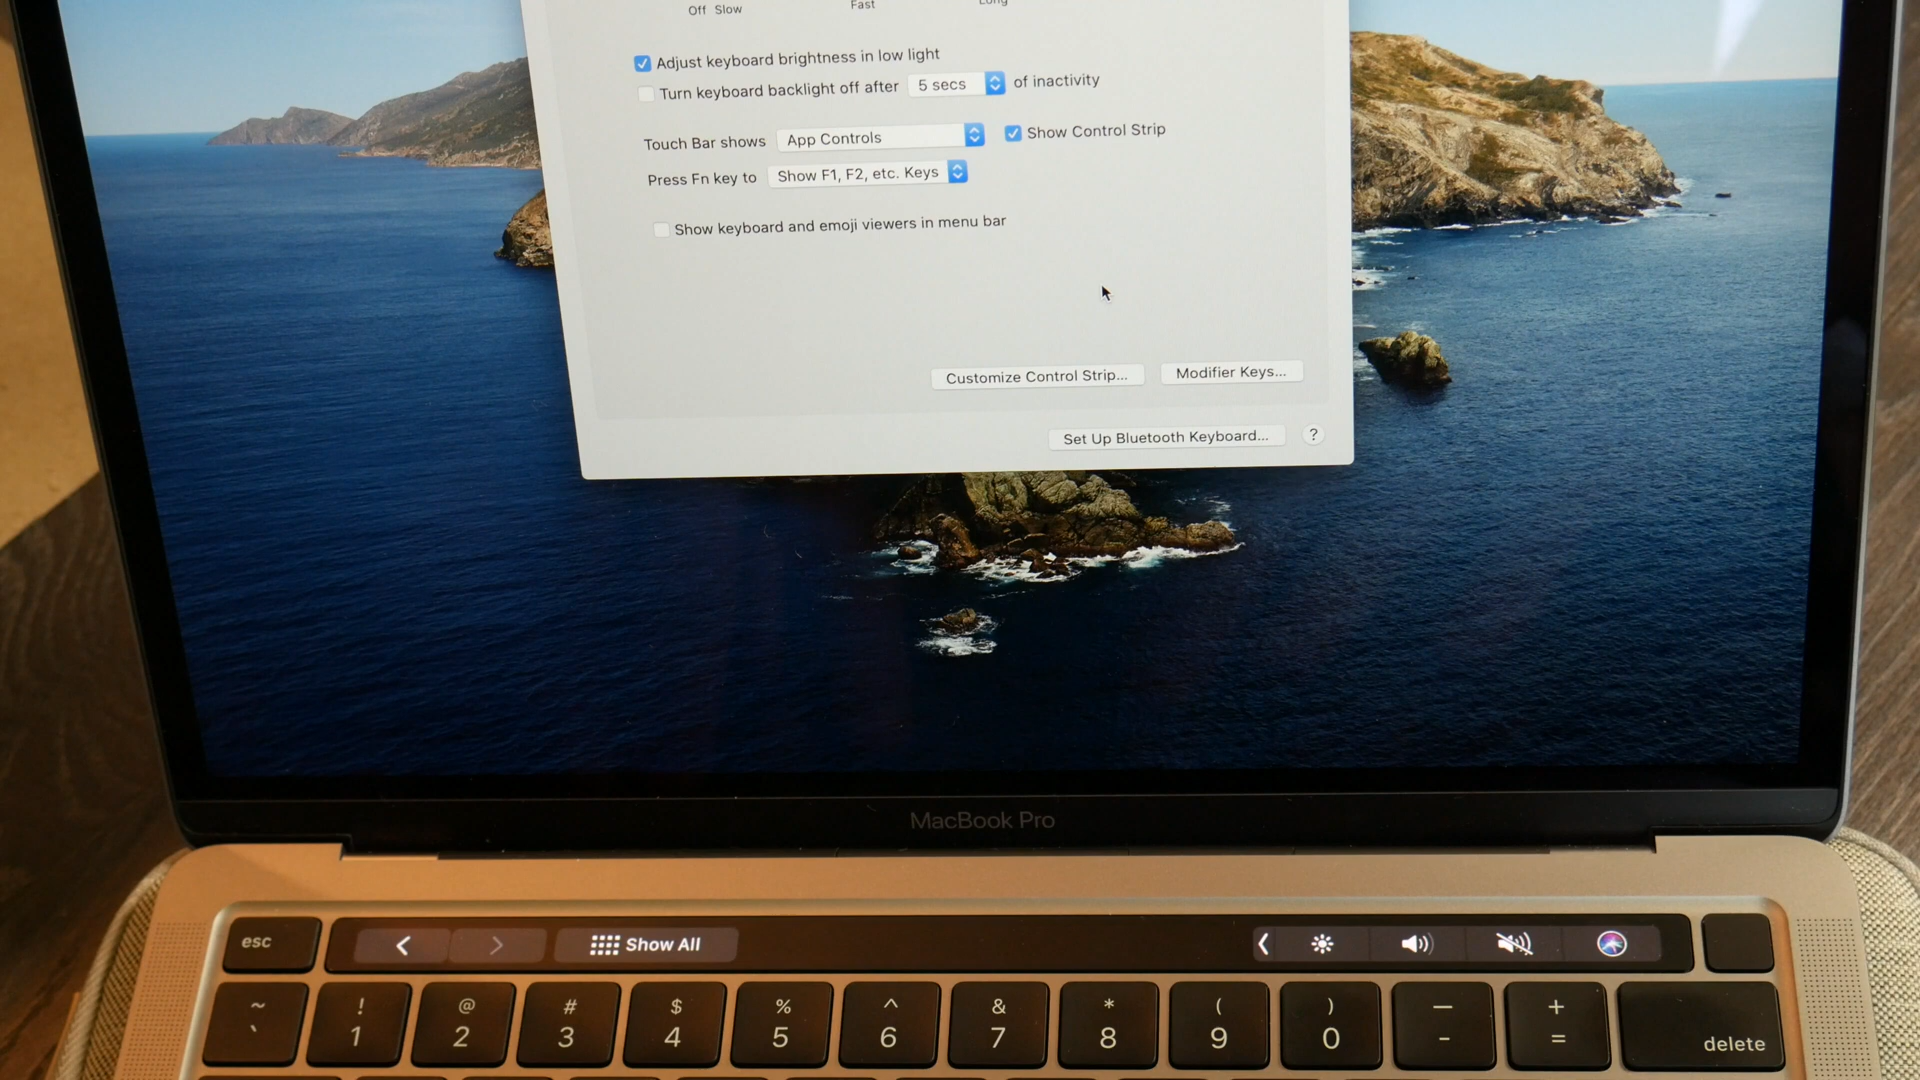 Off Slow Fast Long
Adjust keyboard brightness in low light
Turn keyboard backlight off after 5 secs of inactivity
Touch Bar shows App Controls Show Control Strip
Press Fn key to Show F1, F2, etc. Keys
Show keyboard and emoji viewers in menu bar
Customize Control Strip... Modifier Keys...
Set Up Bluetooth Keyboard... ?
MacBook Pro
esc < > Show All <
~ ! @ # $ % ^ & * ( ) — +
` 1 2 3 4 5 6 7 8 9 0 - = delete